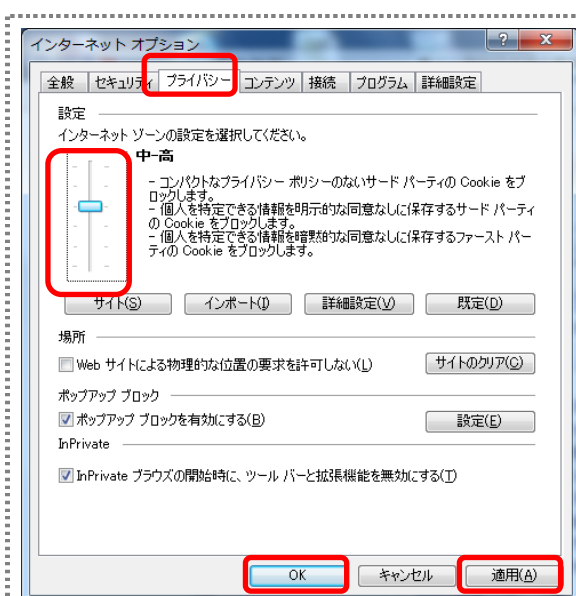 インターネット オプション
全般 セキュリティ プライバシー コンテンツ 接続 プログラム 詳細設定
設定
インターネット ゾーンの設定を選択してください。
中-高
- コンパクトなプライバシー ポリシーのないサード パーティの Cookie をブ
ロックします。
- 個人を特定できる情報を明示的な同意なしに保存するサード パーティ
の Cookie をブロックします。
- 個人を特定できる情報を暗黙的な同意なしに保存するファースト パー
ティの Cookie をブロックします。
サイト(S) インポート(I) 詳細設定(V) 既定(D)
場所
Web サイトによる物理的な位置の要求を許可しない(L) サイトのクリア(C)
ポップアップ ブロック
ポップアップ ブロックを有効にする(B) 設定(E)
InPrivate
InPrivate ブラウズの開始時に、ツール バーと拡張機能を無効にする(T)
OK キャンセル 適用(A)